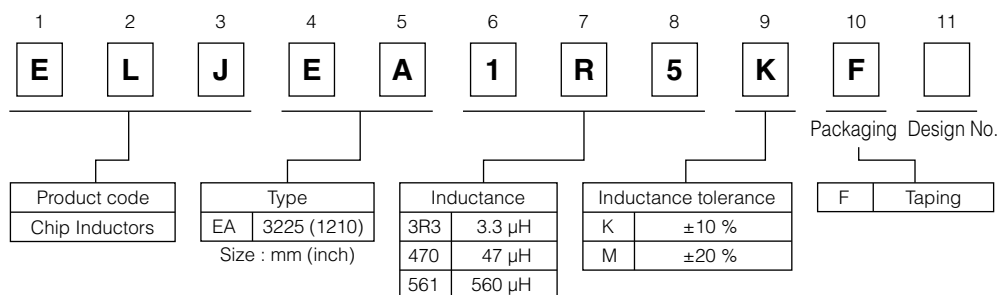 1 2 3 4 5 6 7 8 9 10 11
E L J E A 1 R 5 K F
Packaging Design No.
Product code
Chip Inductors
Type
EA 3225 (1210)
Size : mm (inch)
Inductance
3R3 3.3 μH
470 47 μH
561 560 μH
Inductance tolerance
K ±10 %
M ±20 %
F Taping